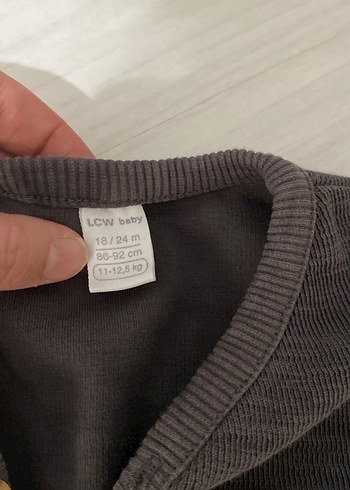 LCW baby
18 / 24 m
86-92 cm
11-12,5 kg